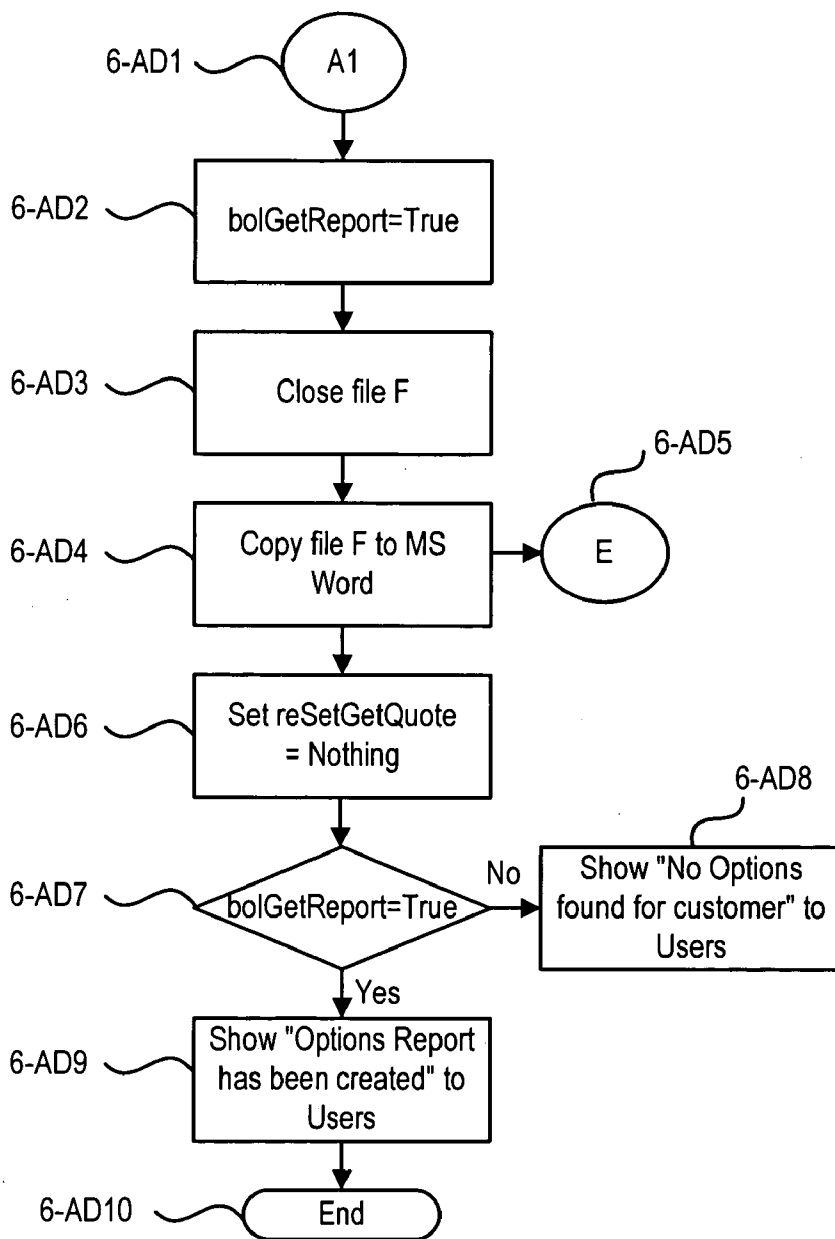 6-AD1
A1
6-AD2
bolGetReport=True
6-AD3
Close file F
6-AD5
6-AD4
Copy file F to MS
Word
E
6-AD6
Set reSetGetQuote
= Nothing
6-AD8
6-AD7
bolGetReport=True
No
Show "No Options
found for customer" to
Users
Yes
6-AD9
Show "Options Report
has been created" to
Users
6-AD10
End